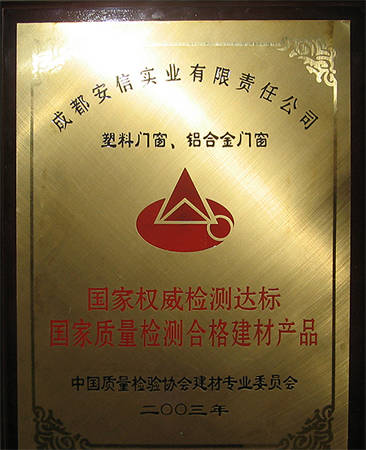 成都安信实业有限责任公司
塑料门窗、铝合金门窗
国家权威检测达标
国家质量检测合格建材产品
中国质量检验协会建材专业委员会
二〇〇三年